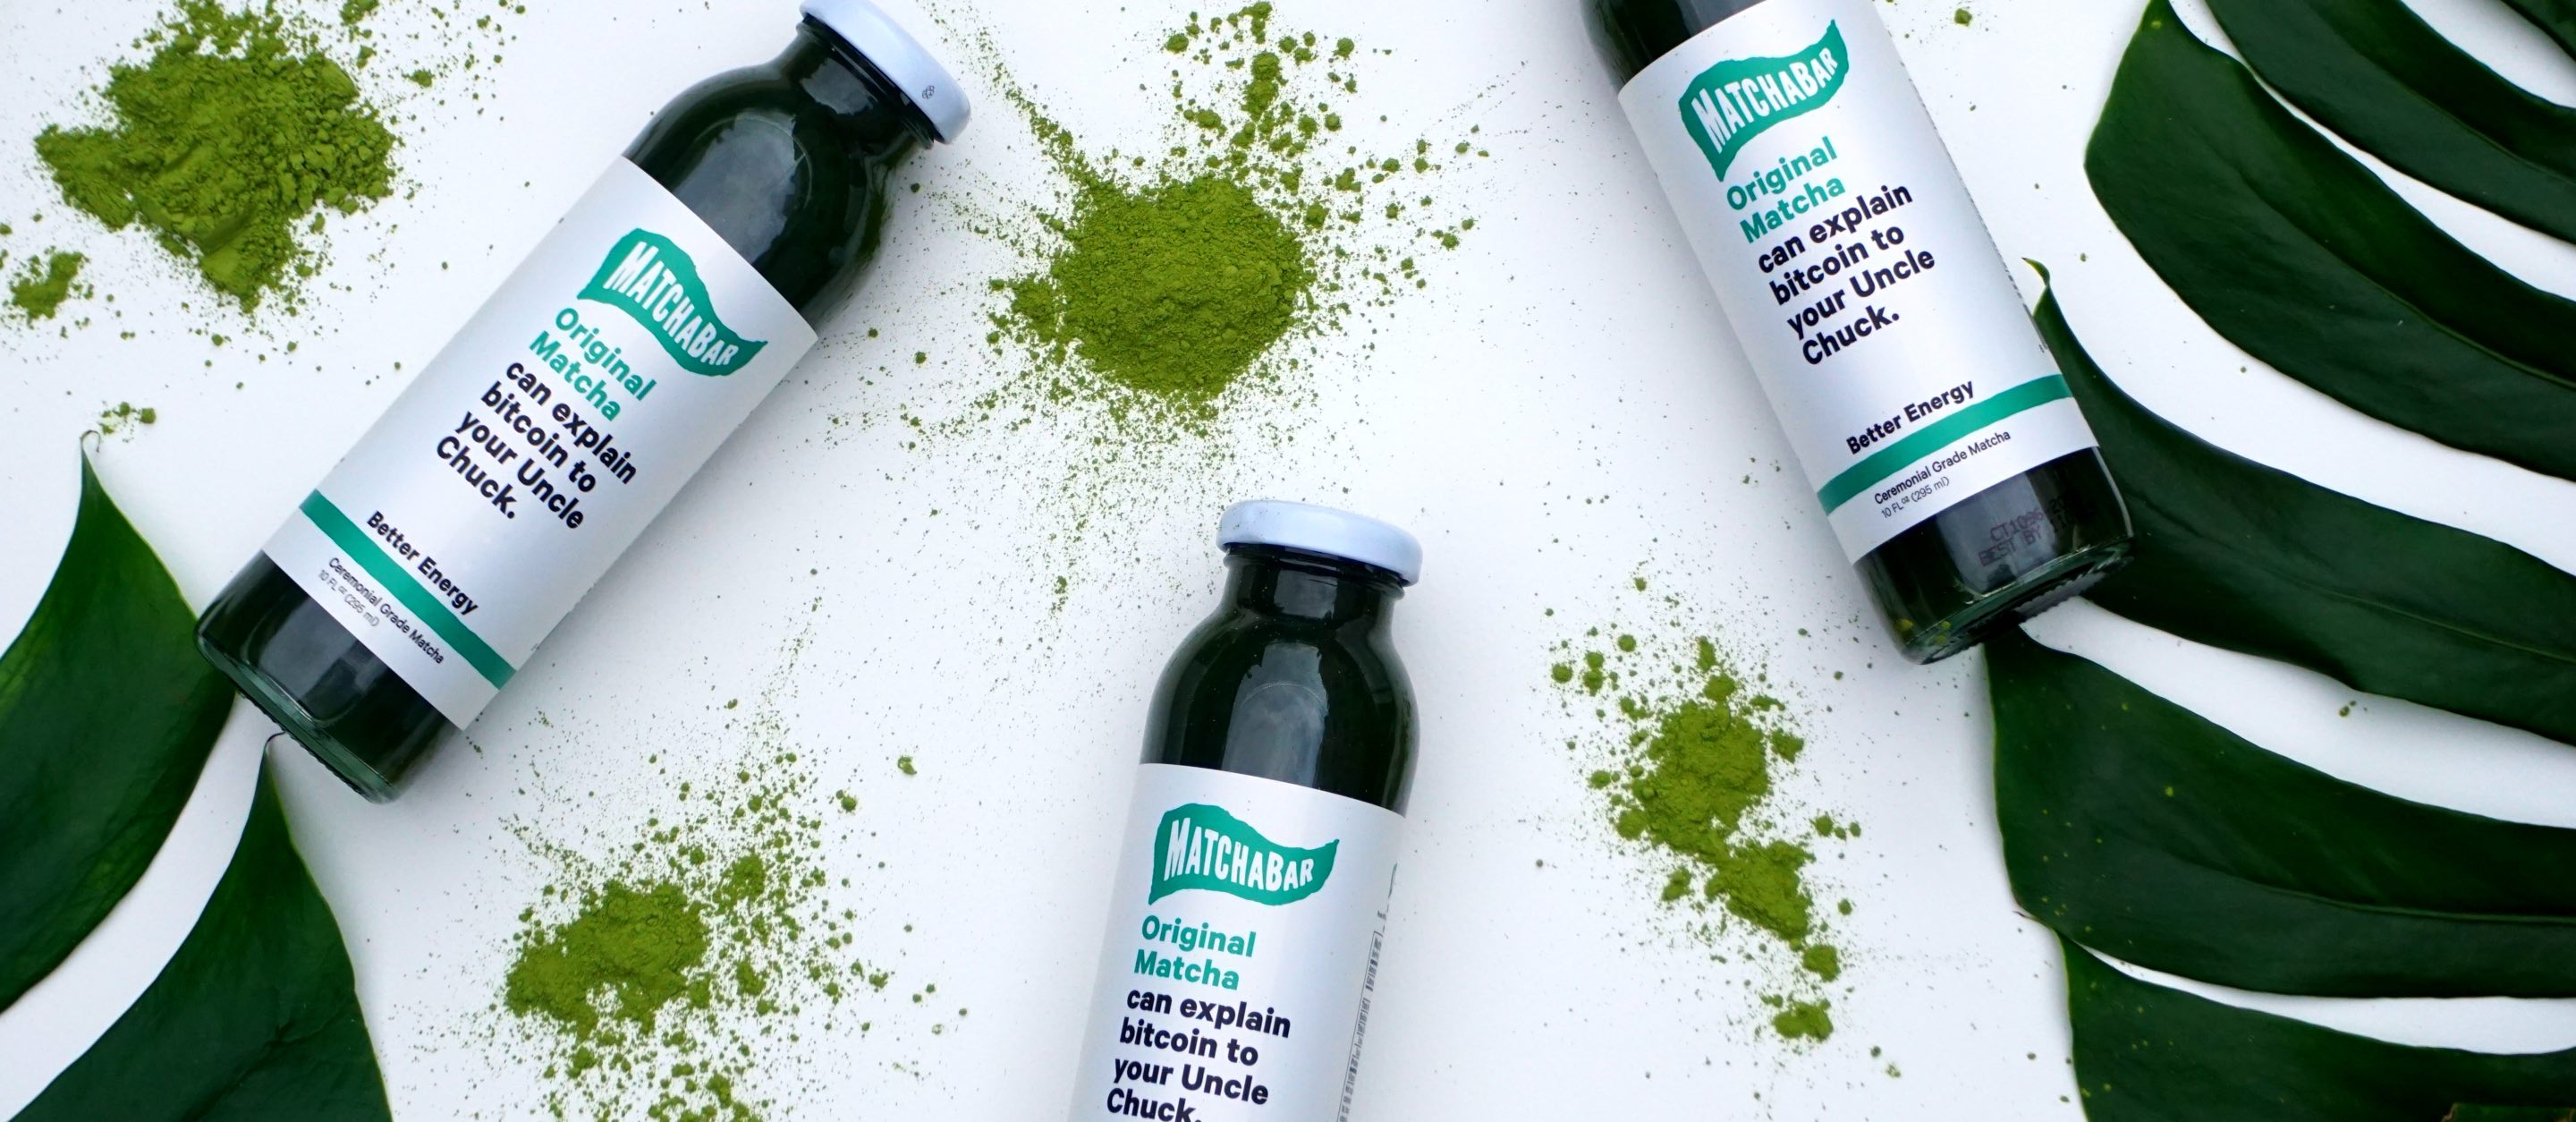 MATCHABAR
Original
Matcha
can explain
bitcoin to
your Uncle
Chuck.
Better Energy
Ceremonial Grade Matcha
10 FL OZ (295 ml)
MATCHABAR
Original
Matcha
can explain
bitcoin to
your Uncle
Chuck.
Better Energy
Ceremonial Grade Matcha
10 FL OZ (295 ml)
BEST BY
MATCHABAR
Original
Matcha
can explain
bitcoin to
your Uncle
Chuck.